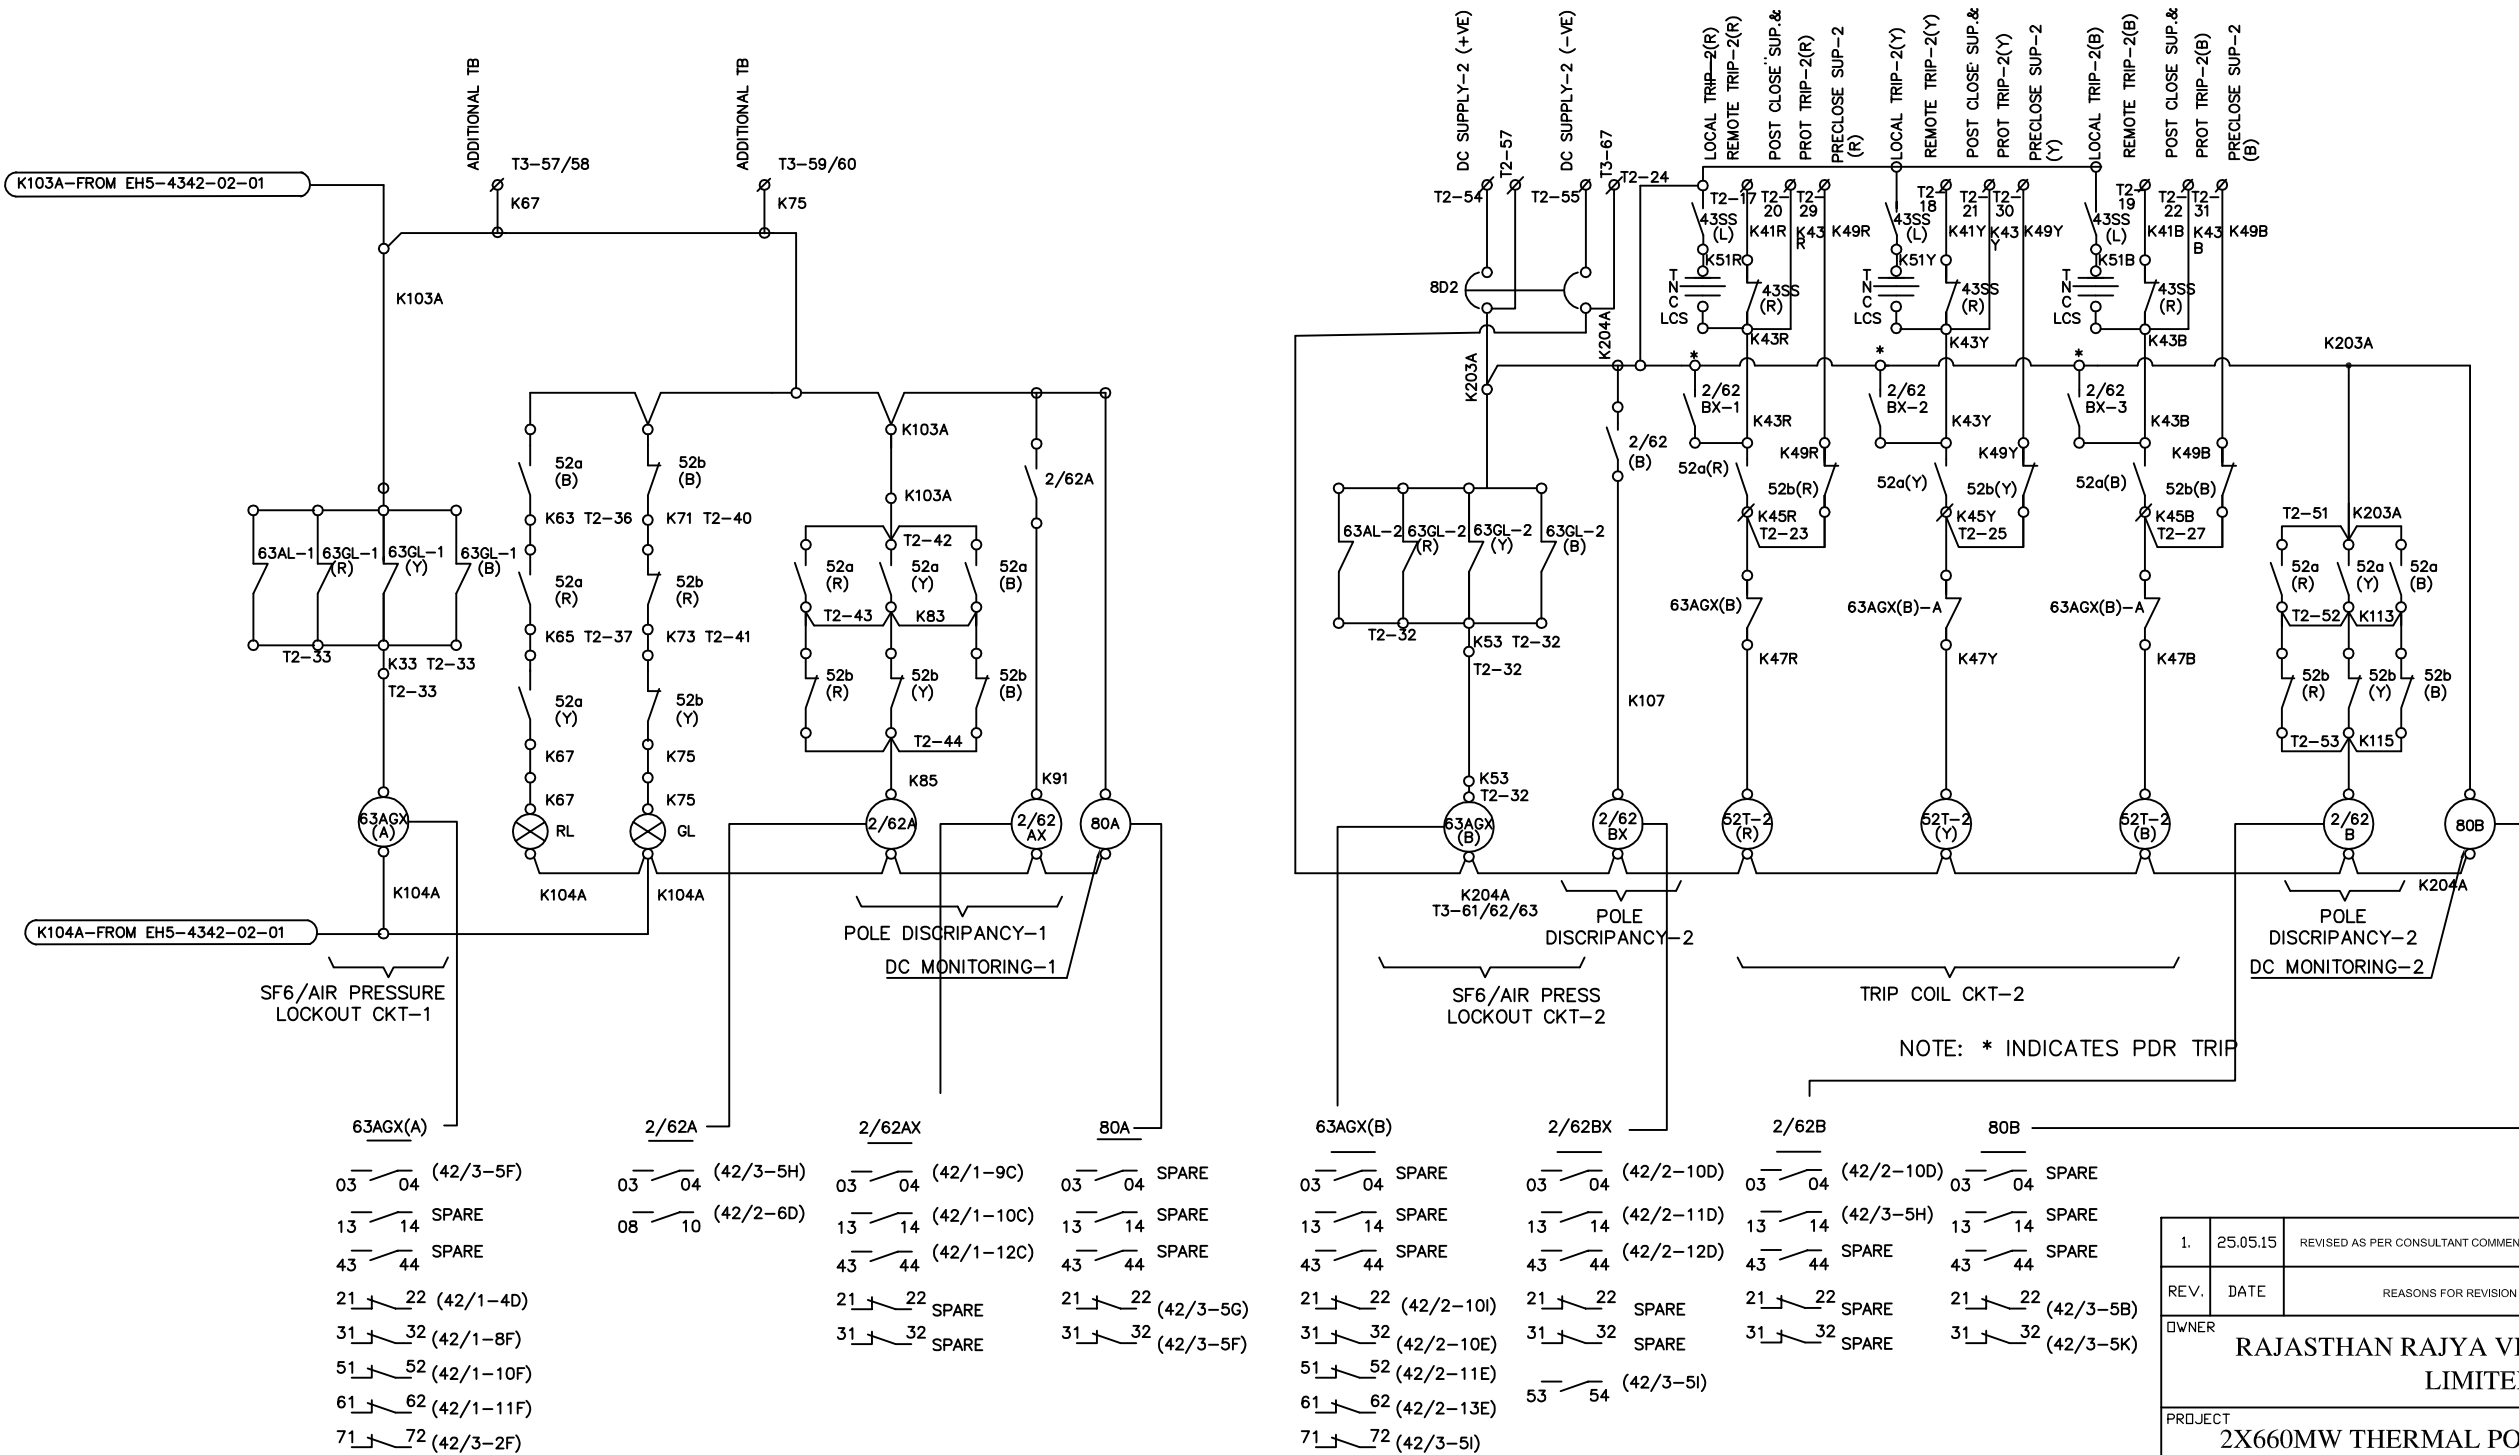 ADDITIONAL TB
T3-57/58
K67
ADDITIONAL TB
T3-59/60
K75
K103A-FROM EH5-4342-02-01
K103A
63AL-1
63GL-1
(R)
63GL-1
(Y)
63GL-1
(B)
T2-33
K33 T2-33
T2-33
63AGX
(A)
K104A
K104A-FROM EH5-4342-02-01
SF6/AIR PRESSURE
LOCKOUT CKT-1
52a
(B)
K63 T2-36
52a
(R)
K65 T2-37
52a
(Y)
K67
K67
RL
K104A
52b
(B)
K71 T2-40
52b
(R)
K73 T2-41
52b
(Y)
K75
K75
GL
K104A
K103A
K103A
T2-42
52a
(R)
52a
(Y)
52a
(B)
T2-43
K83
52b
(R)
52b
(Y)
52b
(B)
T2-44
K85
2/62A
2/62A
K91
2/62
AX
80A
POLE DISCRIPANCY-1
DC MONITORING-1
DC SUPPLY-2 (+VE)
T2-57
DC SUPPLY-2 (-VE)
T3-67
T2-54
T2-55
T2-24
8D2
K203A
K204A
LOCAL TRIP-2(R)
REMOTE TRIP-2(R)
POST CLOSE SUP.&
PROT TRIP-2(R)
PRECLOSE SUP-2
(R)
LOCAL TRIP-2(Y)
REMOTE TRIP-2(Y)
POST CLOSE SUP.&
PROT TRIP-2(Y)
PRECLOSE SUP-2
(Y)
LOCAL TRIP-2(B)
REMOTE TRIP-2(B)
POST CLOSE SUP.&
PROT TRIP-2(B)
PRECLOSE SUP-2
(B)
T2-17
T2-
20
T2-
29
43SS
(L)
K41R
K43
R
K49R
K51R
T
N
C
LCS
43SS
(R)
K43R
T2-
18
T2-
21
T2-
30
43SS
(L)
K41Y
K43
Y
K49Y
K51Y
T
N
C
LCS
43SS
(R)
K43Y
T2-
19
T2-
22
T2-
31
43SS
(L)
K41B
K43
B
K49B
K51B
T
N
C
LCS
43SS
(R)
K43B
K203A
*
2/62
BX-1
K43R
*
2/62
BX-2
K43Y
*
2/62
BX-3
K43B
2/62
(B)
52a(R)
K49R
52b(R)
K45R
T2-23
52a(Y)
K49Y
52b(Y)
K45Y
T2-25
52a(B)
K49B
52b(B)
K45B
T2-27
63AL-2
63GL-2
(R)
63GL-2
(Y)
63GL-2
(B)
T2-32
K53 T2-32
T2-32
K53
T2-32
63AGX
(B)
K107
2/62
BX
63AGX(B)
K47R
52T-2
(R)
63AGX(B)-A
K47Y
52T-2
(Y)
63AGX(B)-A
K47B
52T-2
(B)
T2-51
K203A
52a
(R)
52a
(Y)
52a
(B)
T2-52
K113
52b
(R)
52b
(Y)
52b
(B)
T2-53
K115
2/62
B
80B
K204A
K204A
T3-61/62/63
POLE
DISCRIPANCY-2
SF6/AIR PRESS
LOCKOUT CKT-2
TRIP COIL CKT-2
POLE
DISCRIPANCY-2
DC MONITORING-2
NOTE: * INDICATES PDR TRIP
63AGX(A)
03 04 (42/3-5F)
13 14 SPARE
43 44 SPARE
21 22 (42/1-4D)
31 32 (42/1-8F)
51 52 (42/1-10F)
61 62 (42/1-11F)
71 72 (42/3-2F)
2/62A
03 04 (42/3-5H)
08 10 (42/2-6D)
2/62AX
03 04 (42/1-9C)
13 14 (42/1-10C)
43 44 (42/1-12C)
21 22 SPARE
31 32 SPARE
80A
03 04 SPARE
13 14 SPARE
43 44 SPARE
21 22 (42/3-5G)
31 32 (42/3-5F)
63AGX(B)
03 04 SPARE
13 14 SPARE
43 44 SPARE
21 22 (42/2-10I)
31 32 (42/2-10E)
51 52 (42/2-11E)
61 62 (42/2-13E)
71 72 (42/3-5I)
2/62BX
03 04 (42/2-10D)
13 14 (42/2-11D)
43 44 (42/2-12D)
21 22 SPARE
31 32 SPARE
53 54 (42/3-5I)
2/62B
03 04 (42/2-10D)
13 14 (42/3-5H)
43 44 SPARE
21 22 SPARE
31 32 SPARE
80B
03 04 SPARE
13 14 SPARE
43 44 SPARE
21 22 (42/3-5B)
31 32 (42/3-5K)
1. 25.05.15 REVISED AS PER CONSULTANT COMMEN
REV. DATE REASONS FOR REVISION
OWNER
RAJASTHAN RAJYA VI
LIMITE
PROJECT
2X660MW THERMAL PO